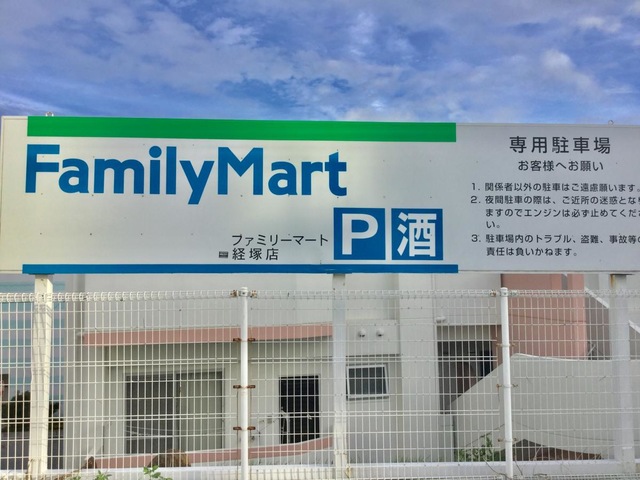 FamilyMart
ファミリーマート
経塚店
P 酒
専用駐車場
お客様へお願い
1. 関係者以外の駐車はご遠慮願います。
2. 夜間駐車の際は、ご近所の迷惑とな
ますのでエンジンは必ず止めてくだ
い。
3. 駐車場内のトラブル、盗難、事故等
責任は負いかねます。